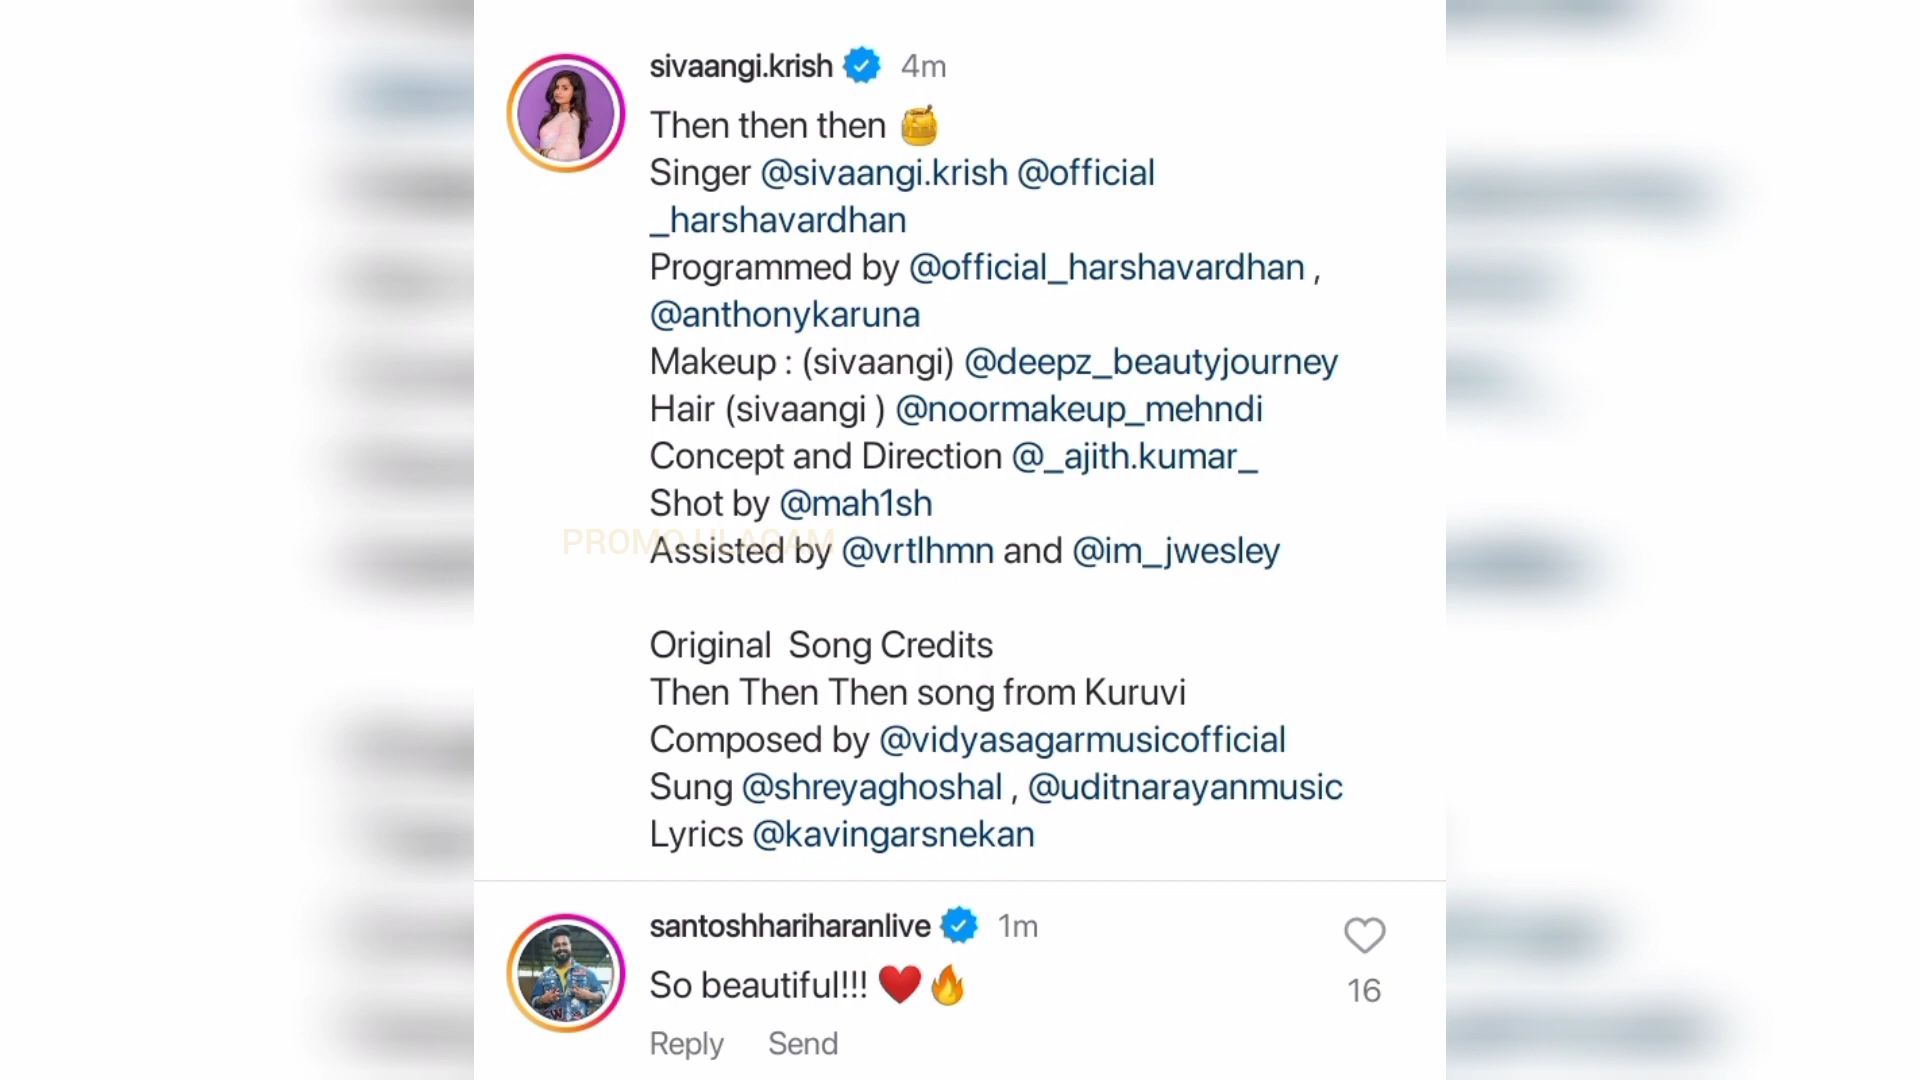 sivaangi.krish 4m
Then then then 🍯
Singer @sivaangi.krish @official
_harshavardhan
Programmed by @official_harshavardhan ,
@anthonykaruna
Makeup : (sivaangi) @deepz_beautyjourney
Hair (sivaangi ) @noormakeup_mehndi
Concept and Direction @_ajith.kumar_
Shot by @mah1sh
PROMO ULAGAM
Assisted by @vrtlhmn and @im_jwesley
Original  Song Credits
Then Then Then song from Kuruvi
Composed by @vidyasagarmusicofficial
Sung @shreyaghoshal , @uditnarayanmusic
Lyrics @kavingarsnekan
santoshhariharanlive 1m
So beautiful!!! ❤️🔥
16
Reply Send